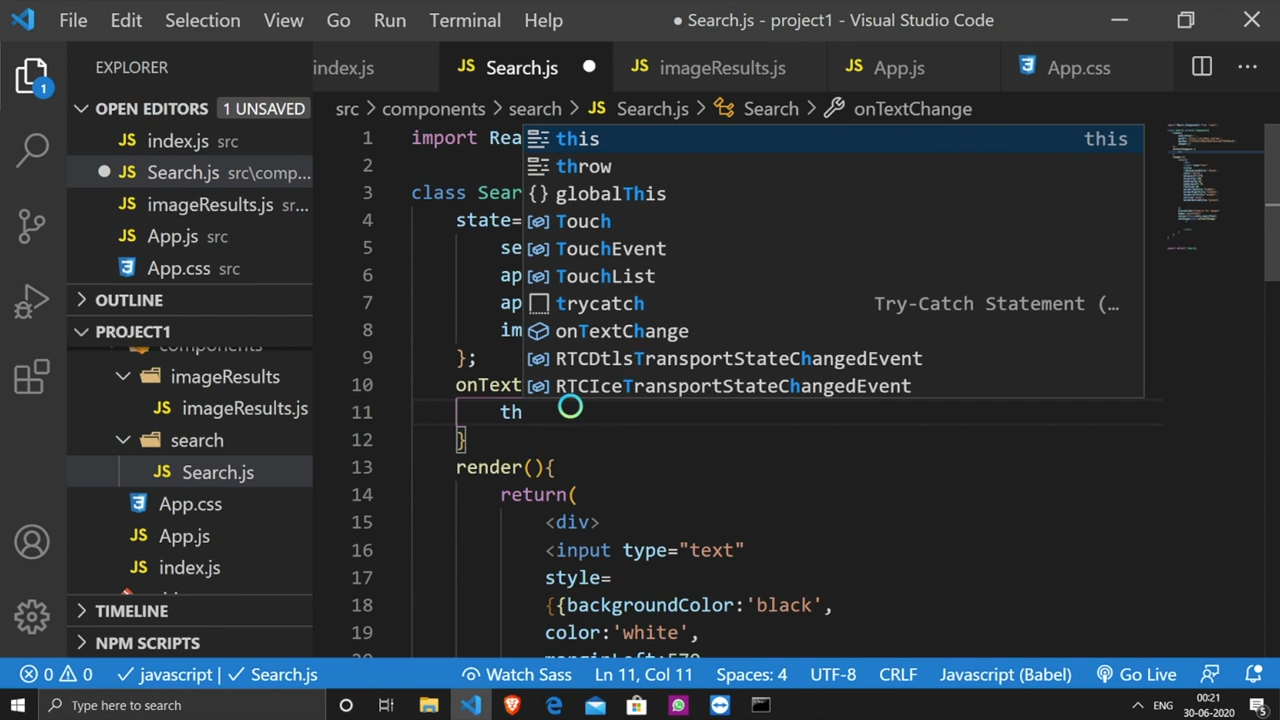 File Edit Selection View Go Run Terminal Help ● Search.js - project1 - Visual Studio Code
EXPLORER
index.js JS Search.js JS imageResults.js JS App.js App.css
OPEN EDITORS 1 UNSAVED
JS index.js src
JS Search.js src\comp...
JS imageResults.js sr...
JS App.js src
App.css src
OUTLINE
PROJECT1
components
imageResults
JS imageResults.js
search
JS Search.js
App.css
JS App.js
JS index.js
TIMELINE
NPM SCRIPTS
1
src > components > search > JS Search.js > Search > onTextChange
1 import Rea
2
3 class Sear
4 state=
5 se
6 ap
7 ap
8 im
9 };
10 onText
11 th
12 }
13 render(){
14 return(
15 <div>
16 <input type="text"
17 style=
18 {{backgroundColor:'black',
19 color:'white',
this this
throw
globalThis
Touch
TouchEvent
TouchList
trycatch Try-Catch Statement (…
onTextChange
RTCDtlsTransportStateChangedEvent
RTCIceTransportStateChangedEvent
0 0 javascript | Search.js Watch Sass Ln 11, Col 11 Spaces: 4 UTF-8 CRLF Javascript (Babel) Go Live
Type here to search
ENG
00:21
30-06-2020
5